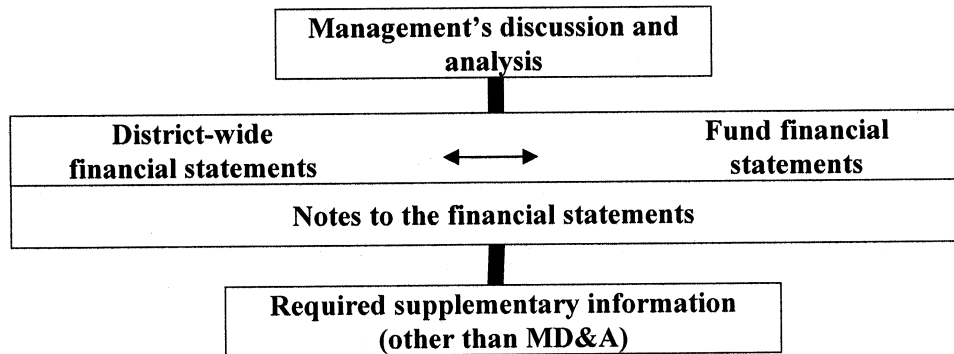 Management’s discussion and
analysis
District-wide
financial statements
Fund financial
statements
Notes to the financial statements
Required supplementary information
(other than MD&A)